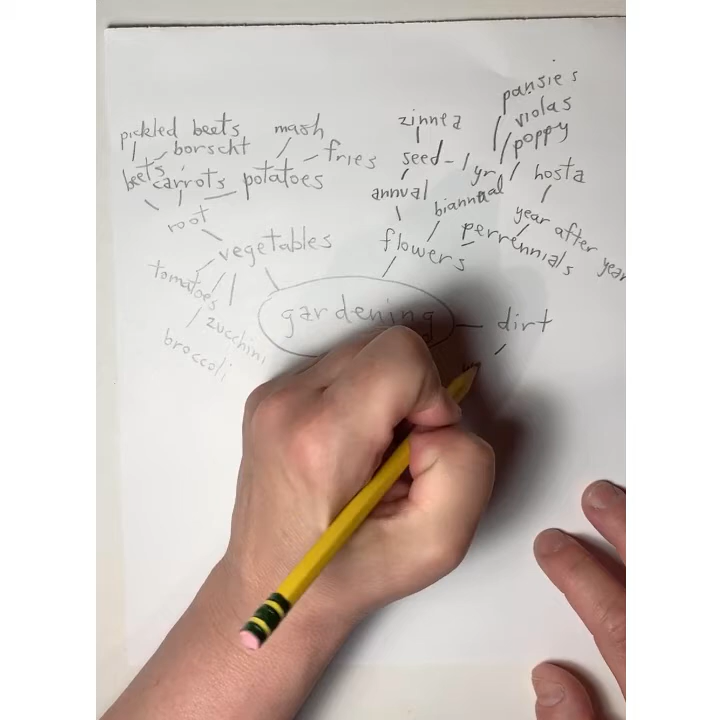 pickled beets
borscht
beets
carrots
mash
fries
potatoes
root
vegetables
tomatoes
zucchini
broccoli
zinnea
seed - 1 yr
annual
biannual
flowers
pansies
violas
poppy
hosta
year after year
perrennials
gardening
dirt